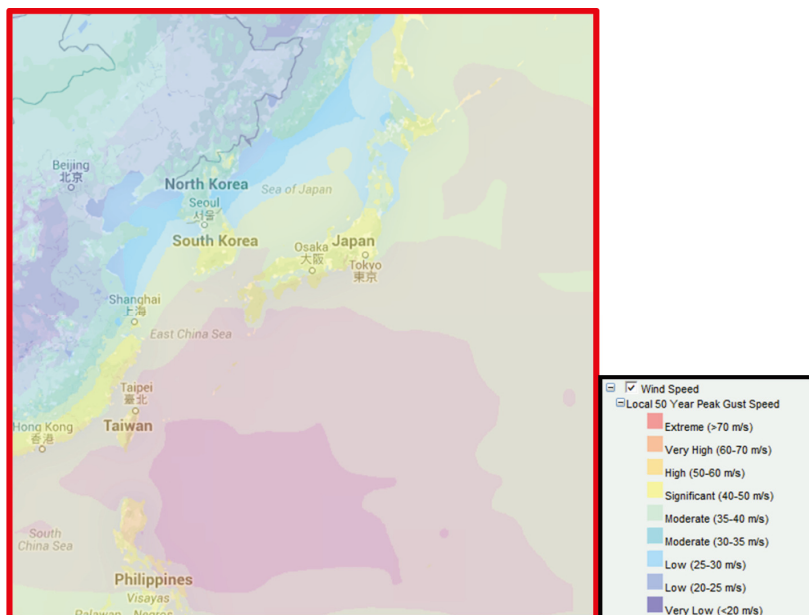 Beijing
北京
North Korea
Sea of Japan
Seoul
서울
South Korea
Osaka
大阪
Japan
Tokyo
東京
Shanghai
上海
East China Sea
Taipei
臺北
Taiwan
Hong Kong
香港
South
China Sea
Philippines
Visayas
Palawan
Negros
Wind Speed
Local 50 Year Peak Gust Speed
Extreme (>70 m/s)
Very High (60-70 m/s)
High (50-60 m/s)
Significant (40-50 m/s)
Moderate (35-40 m/s)
Moderate (30-35 m/s)
Low (25-30 m/s)
Low (20-25 m/s)
Very Low (<20 m/s)